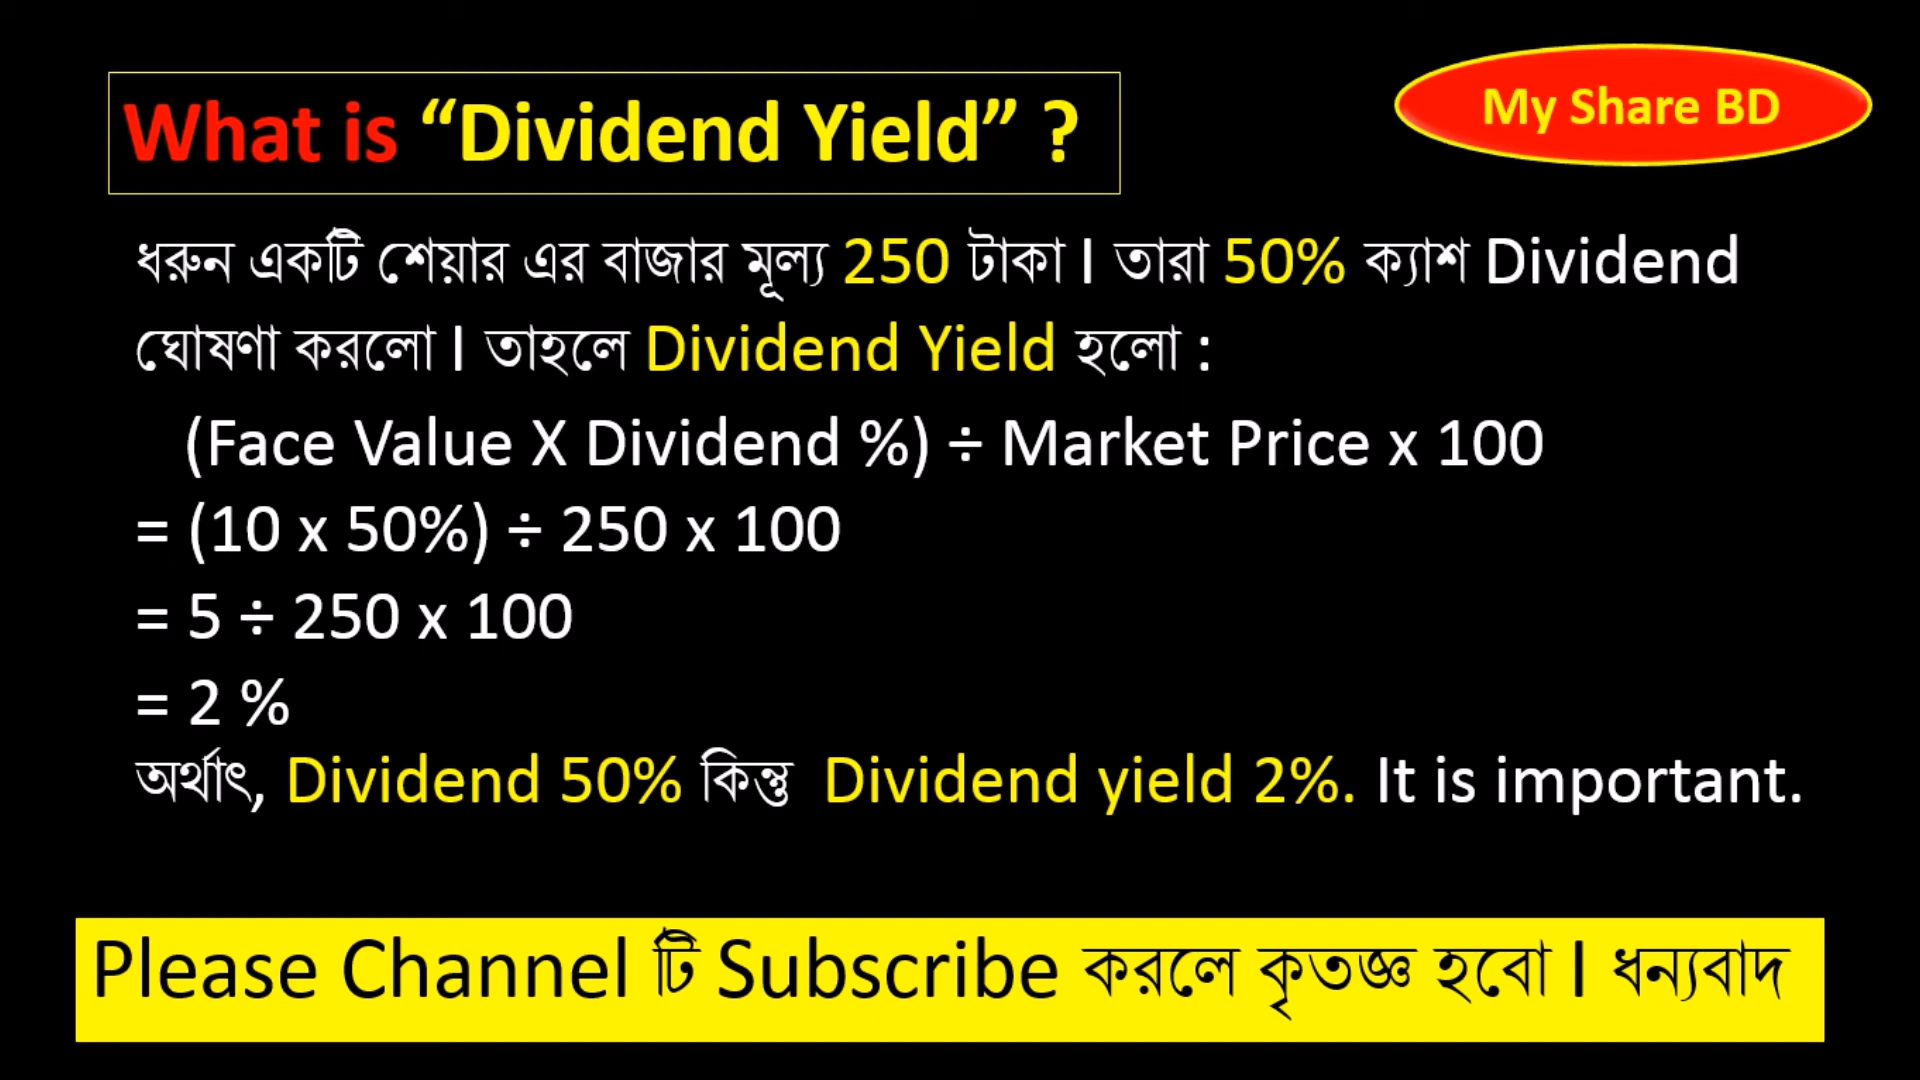 What is “Dividend Yield” ?
My Share BD
ধরুন একটি শেয়ার এর বাজার মূল্য 250 টাকা l তারা 50% ক্যাশ Dividend
ঘোষণা করলো l তাহলে Dividend Yield হলো :
(Face Value X Dividend %) ÷ Market Price x 100
= (10 x 50%) ÷ 250 x 100
= 5 ÷ 250 x 100
= 2 %
অর্থাৎ, Dividend 50% কিন্তু Dividend yield 2%. It is important.
Please Channel টি Subscribe করলে কৃতজ্ঞ হবো l ধন্যবাদ